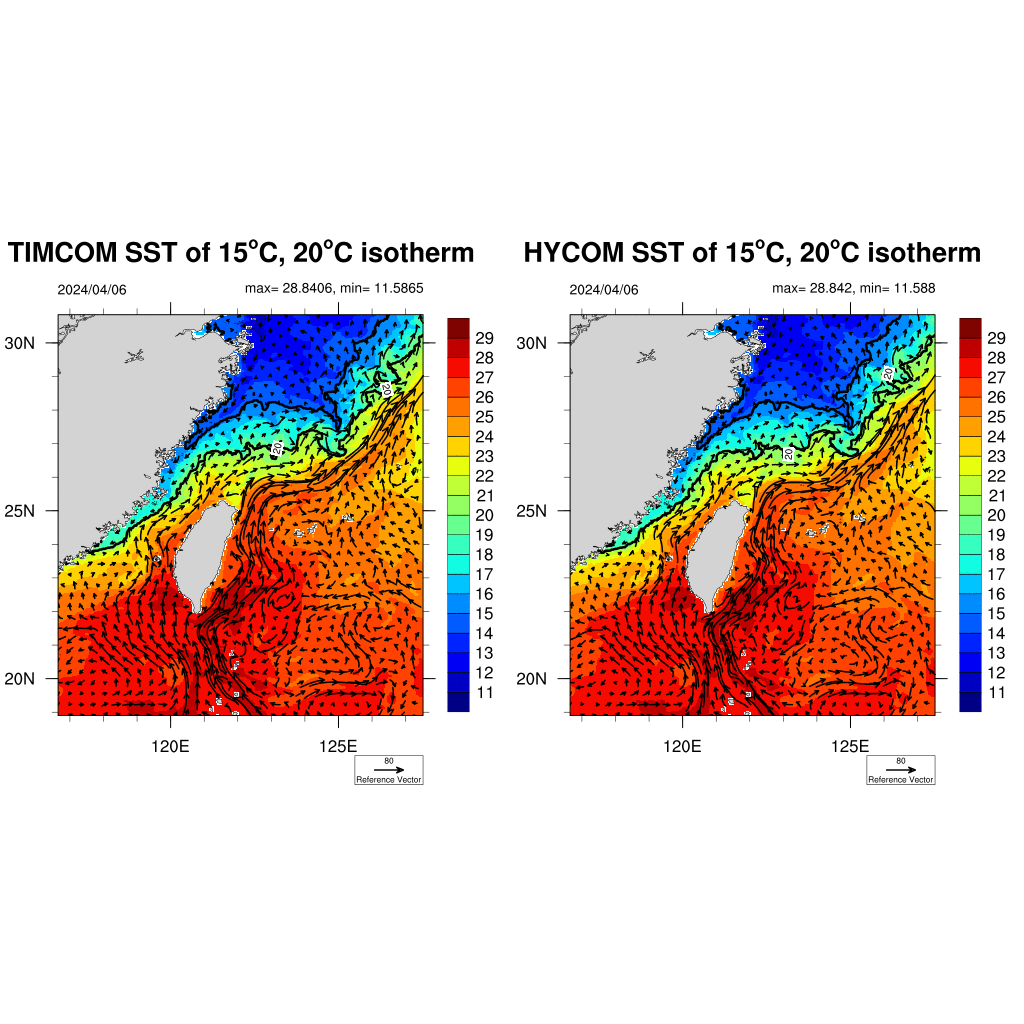 TIMCOM SST of 15°C, 20°C isotherm
2024/04/06
max= 28.8406, min= 11.5865
30N
25N
20N
120E
125E
20
20
29
28
27
26
25
24
23
22
21
20
19
18
17
16
15
14
13
12
11
80
Reference Vector
HYCOM SST of 15°C, 20°C isotherm
2024/04/06
max= 28.842, min= 11.588
30N
25N
20N
120E
125E
20
20
29
28
27
26
25
24
23
22
21
20
19
18
17
16
15
14
13
12
11
80
Reference Vector